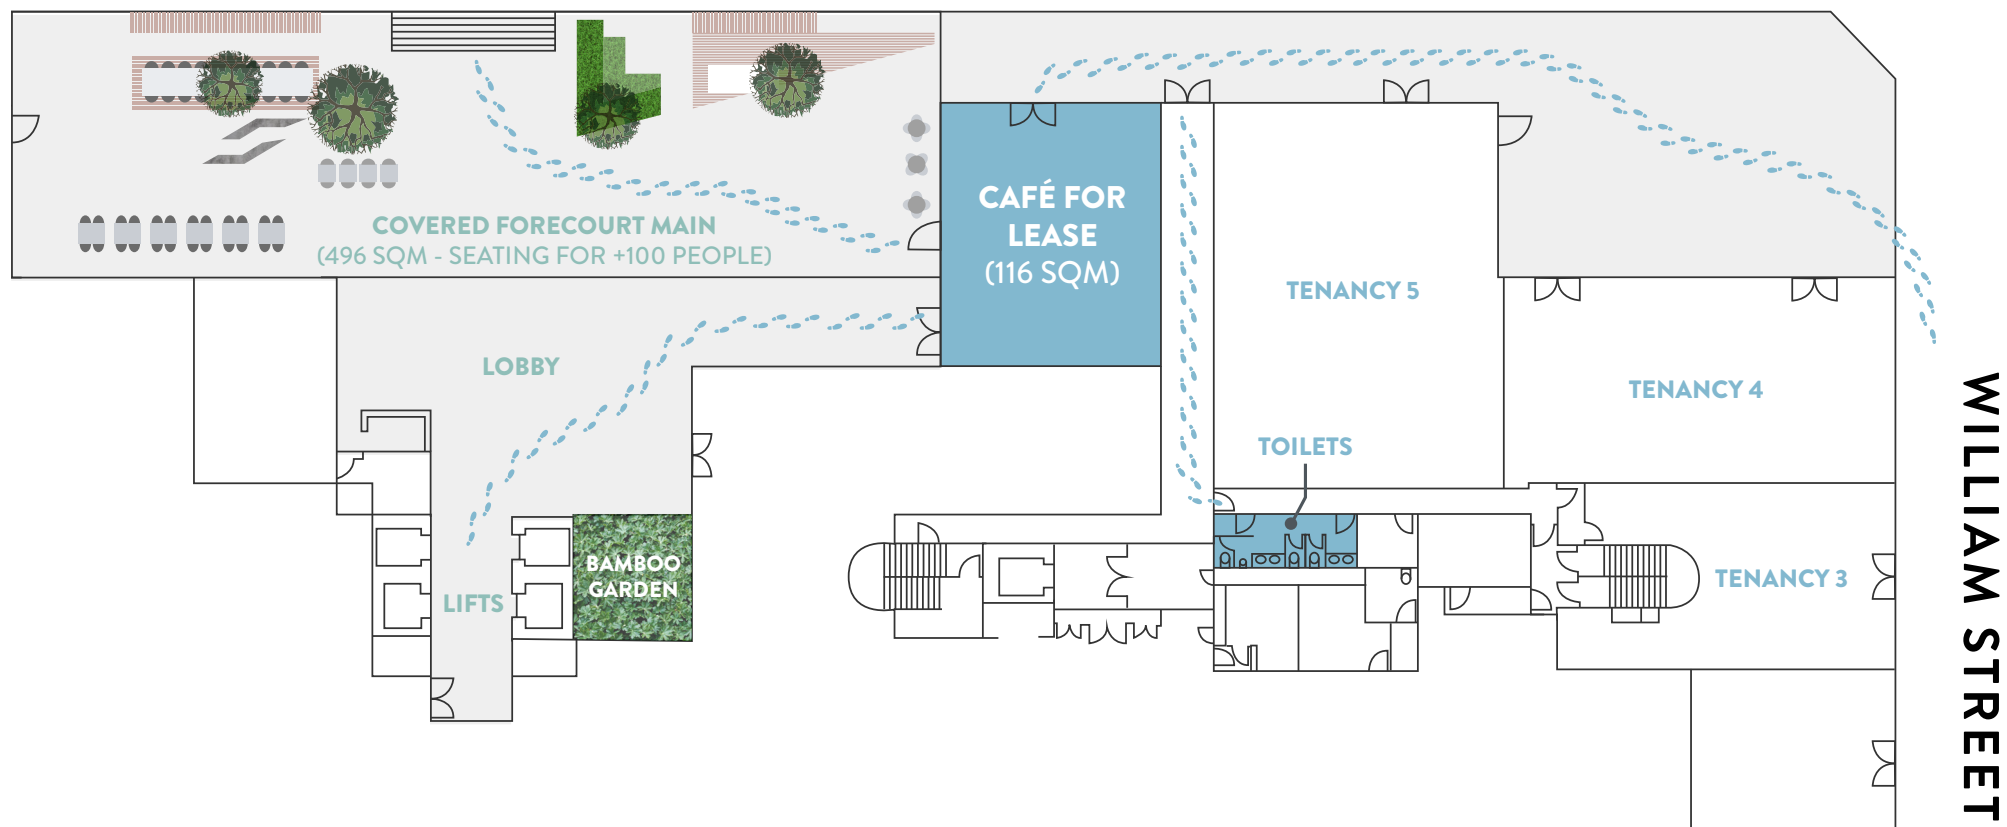 CAFÉ FOR
LEASE
(116 SQM)
COVERED FORECOURT MAIN
(496 SQM - SEATING FOR +100 PEOPLE)
TENANCY 5
LOBBY
TENANCY 4
TOILETS
BAMBOO
GARDEN
LIFTS
TENANCY 3
WILLIAM STREET